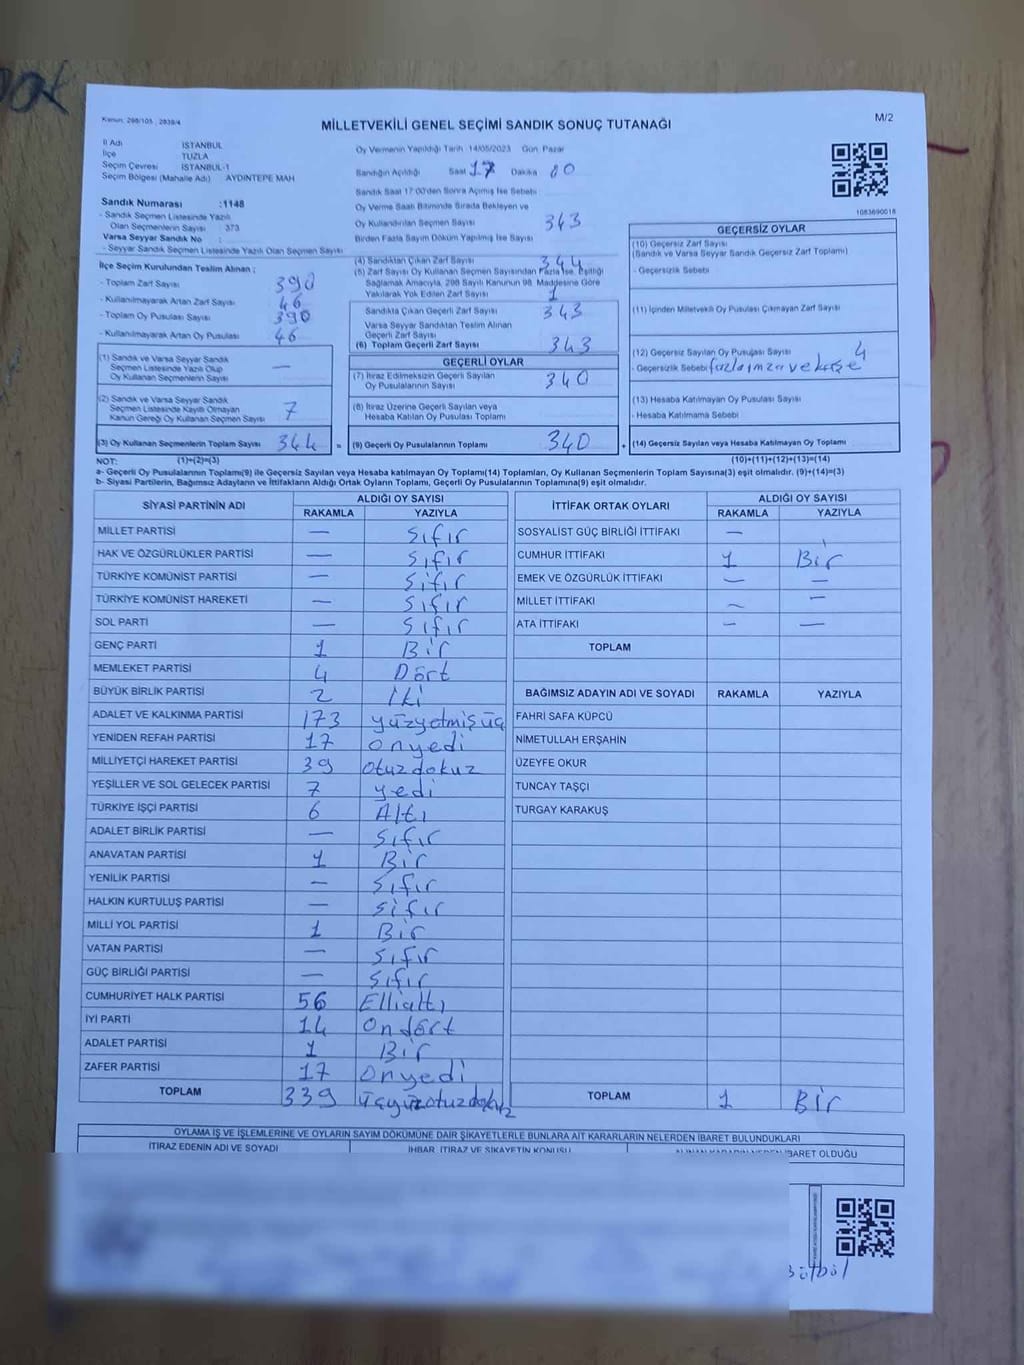 Kanun: 298/105 , 2839/4
MİLLETVEKİLİ GENEL SEÇİMİ SANDIK SONUÇ TUTANAĞI
M/2
İl Adı İSTANBUL
İlçe TUZLA
Seçim Çevresi İSTANBUL-1
Seçim Bölgesi (Mahalle Adı) AYDINTEPE MAH
Sandık Numarası :1148
- Sandık Seçmen Listesinde Yazılı
Olan Seçmenlerin Sayısı : 373
Varsa Seyyar Sandık No :
- Seyyar Sandık Seçmen Listesinde Yazılı Olan Seçmen Sayısı
Oy Vermenin Yapıldığı Tarih 14/05/2023 Gün Pazar
Sandığın Açıldığı Saat 17 Dakika 00
Sandık Saat 17:00'den Sonra Açılmış İse Sebebi
Oy Verme Saati Bitiminde Sırada Bekleyen ve
Oy Kullandırılan Seçmen Sayısı 343
Birden Fazla Sayım Döküm Yapılmış İse Sayısı
1083690016
İlçe Seçim Kurulundan Teslim Alınan :
- Toplam Zarf Sayısı 390
- Kullanılmayarak Artan Zarf Sayısı 46
- Toplam Oy Pusulası Sayısı 390
- Kullanılmayarak Artan Oy Pusulası 46
(1) Sandık ve Varsa Seyyar Sandık
Seçmen Listesinde Yazılı Olup
Oy Kullanan Seçmenlerin Sayısı —
(2) Sandık ve Varsa Seyyar Sandık
Seçmen Listesinde Kayıtlı Olmayan
Kanun Gereği Oy Kullanan Seçmen Sayısı 7
(3) Oy Kullanan Seçmenlerin Toplam Sayısı 344 =
(4) Sandıktan Çıkan Zarf Sayısı 344
(5) Zarf Sayısı Oy Kullanan Seçmen Sayısından Fazla İse, Eşitliği
Sağlamak Amacıyla, 298 Sayılı Kanunun 98. Maddesine Göre
Yakılarak Yok Edilen Zarf Sayısı 1
Sandıkta Çıkan Geçerli Zarf Sayısı 343
Varsa Seyyar Sandıktan Teslim Alınan
Geçerli Zarf Sayısı
(6) Toplam Geçerli Zarf Sayısı 343
GEÇERLİ OYLAR
(7) İtiraz Edilmeksizin Geçerli Sayılan
Oy Pusulalarının Sayısı 340
(8) İtiraz Üzerine Geçerli Sayılan veya
Hesaba Katılan Oy Pusulası Toplamı
(9) Geçerli Oy Pusulalarının Toplamı 340 +
GEÇERSİZ OYLAR
(10) Geçersiz Zarf Sayısı
(Sandık ve Varsa Seyyar Sandık Geçersiz Zarf Toplamı)
- Geçersizlik Sebebi
(11) İçinden Milletvekili Oy Pusulası Çıkmayan Zarf Sayısı
(12) Geçersiz Sayılan Oy Pusulası Sayısı 4
- Geçersizlik Sebebi fazla imza ve kaşe
(13) Hesaba Katılmayan Oy Pusulası Sayısı
- Hesaba Katılmama Sebebi
(14) Geçersiz Sayılan veya Hesaba Katılmayan Oy Toplamı
NOT: (1)+(2)=(3) (10)+(11)+(12)+(13)=(14)
a- Geçerli Oy Pusulalarının Toplamı(9) ile Geçersiz Sayılan veya Hesaba katılmayan Oy Toplamı(14) Toplamları, Oy Kullanan Seçmenlerin Toplam Sayısına(3) eşit olmalıdır. (9)+(14)=(3)
b- Siyasi Partilerin, Bağımsız Adayların ve İttifakların Aldığı Ortak Oyların Toplamı, Geçerli Oy Pusulalarının Toplamına(9) eşit olmalıdır.
SİYASİ PARTİNİN ADI ALDIĞI OY SAYISI
RAKAMLA YAZIYLA
MİLLET PARTİSİ — Sıfır
HAK VE ÖZGÜRLÜKLER PARTİSİ — Sıfır
TÜRKİYE KOMÜNİST PARTİSİ — Sıfır
TÜRKİYE KOMÜNİST HAREKETİ — Sıfır
SOL PARTİ — Sıfır
GENÇ PARTİ 1 Bir
MEMLEKET PARTİSİ 4 Dört
BÜYÜK BİRLİK PARTİSİ 2 İki
ADALET VE KALKINMA PARTİSİ 173 yüzyetmişüç
YENİDEN REFAH PARTİSİ 17 onyedi
MİLLİYETÇİ HAREKET PARTİSİ 39 otuzdokuz
YEŞİLLER VE SOL GELECEK PARTİSİ 7 yedi
TÜRKİYE İŞÇİ PARTİSİ 6 Altı
ADALET BİRLİK PARTİSİ — Sıfır
ANAVATAN PARTİSİ 1 Bir
YENİLİK PARTİSİ — Sıfır
HALKIN KURTULUŞ PARTİSİ — Sıfır
MİLLİ YOL PARTİSİ 1 Bir
VATAN PARTİSİ — Sıfır
GÜÇ BİRLİĞİ PARTİSİ — Sıfır
CUMHURİYET HALK PARTİSİ 56 Ellialtı
İYİ PARTİ 14 Ondört
ADALET PARTİSİ 1 Bir
ZAFER PARTİSİ 17 Onyedi
TOPLAM 339 üçyüzotuzdokuz
İTTİFAK ORTAK OYLARI ALDIĞI OY SAYISI
RAKAMLA YAZIYLA
SOSYALİST GÜÇ BİRLİĞİ İTTİFAKI —
CUMHUR İTTİFAKI 1 Bir
EMEK VE ÖZGÜRLÜK İTTİFAKI — —
MİLLET İTTİFAKI — —
ATA İTTİFAKI — —
TOPLAM
BAĞIMSIZ ADAYIN ADI VE SOYADI RAKAMLA YAZIYLA
FAHRİ SAFA KÜPCÜ
NİMETULLAH ERŞAHİN
ÜZEYFE OKUR
TUNCAY TAŞÇI
TURGAY KARAKUŞ
TOPLAM 1 Bir
OYLAMA İŞ VE İŞLEMLERİNE VE OYLARIN SAYIM DÖKÜMÜNE DAİR ŞİKAYETLERLE BUNLARA AİT KARARLARIN NELERDEN İBARET BULUNDUKLARI
İTİRAZ EDENİN ADI VE SOYADI İHBAR, İTİRAZ VE ŞİKAYETİN KONUSU İBARET OLDUĞU